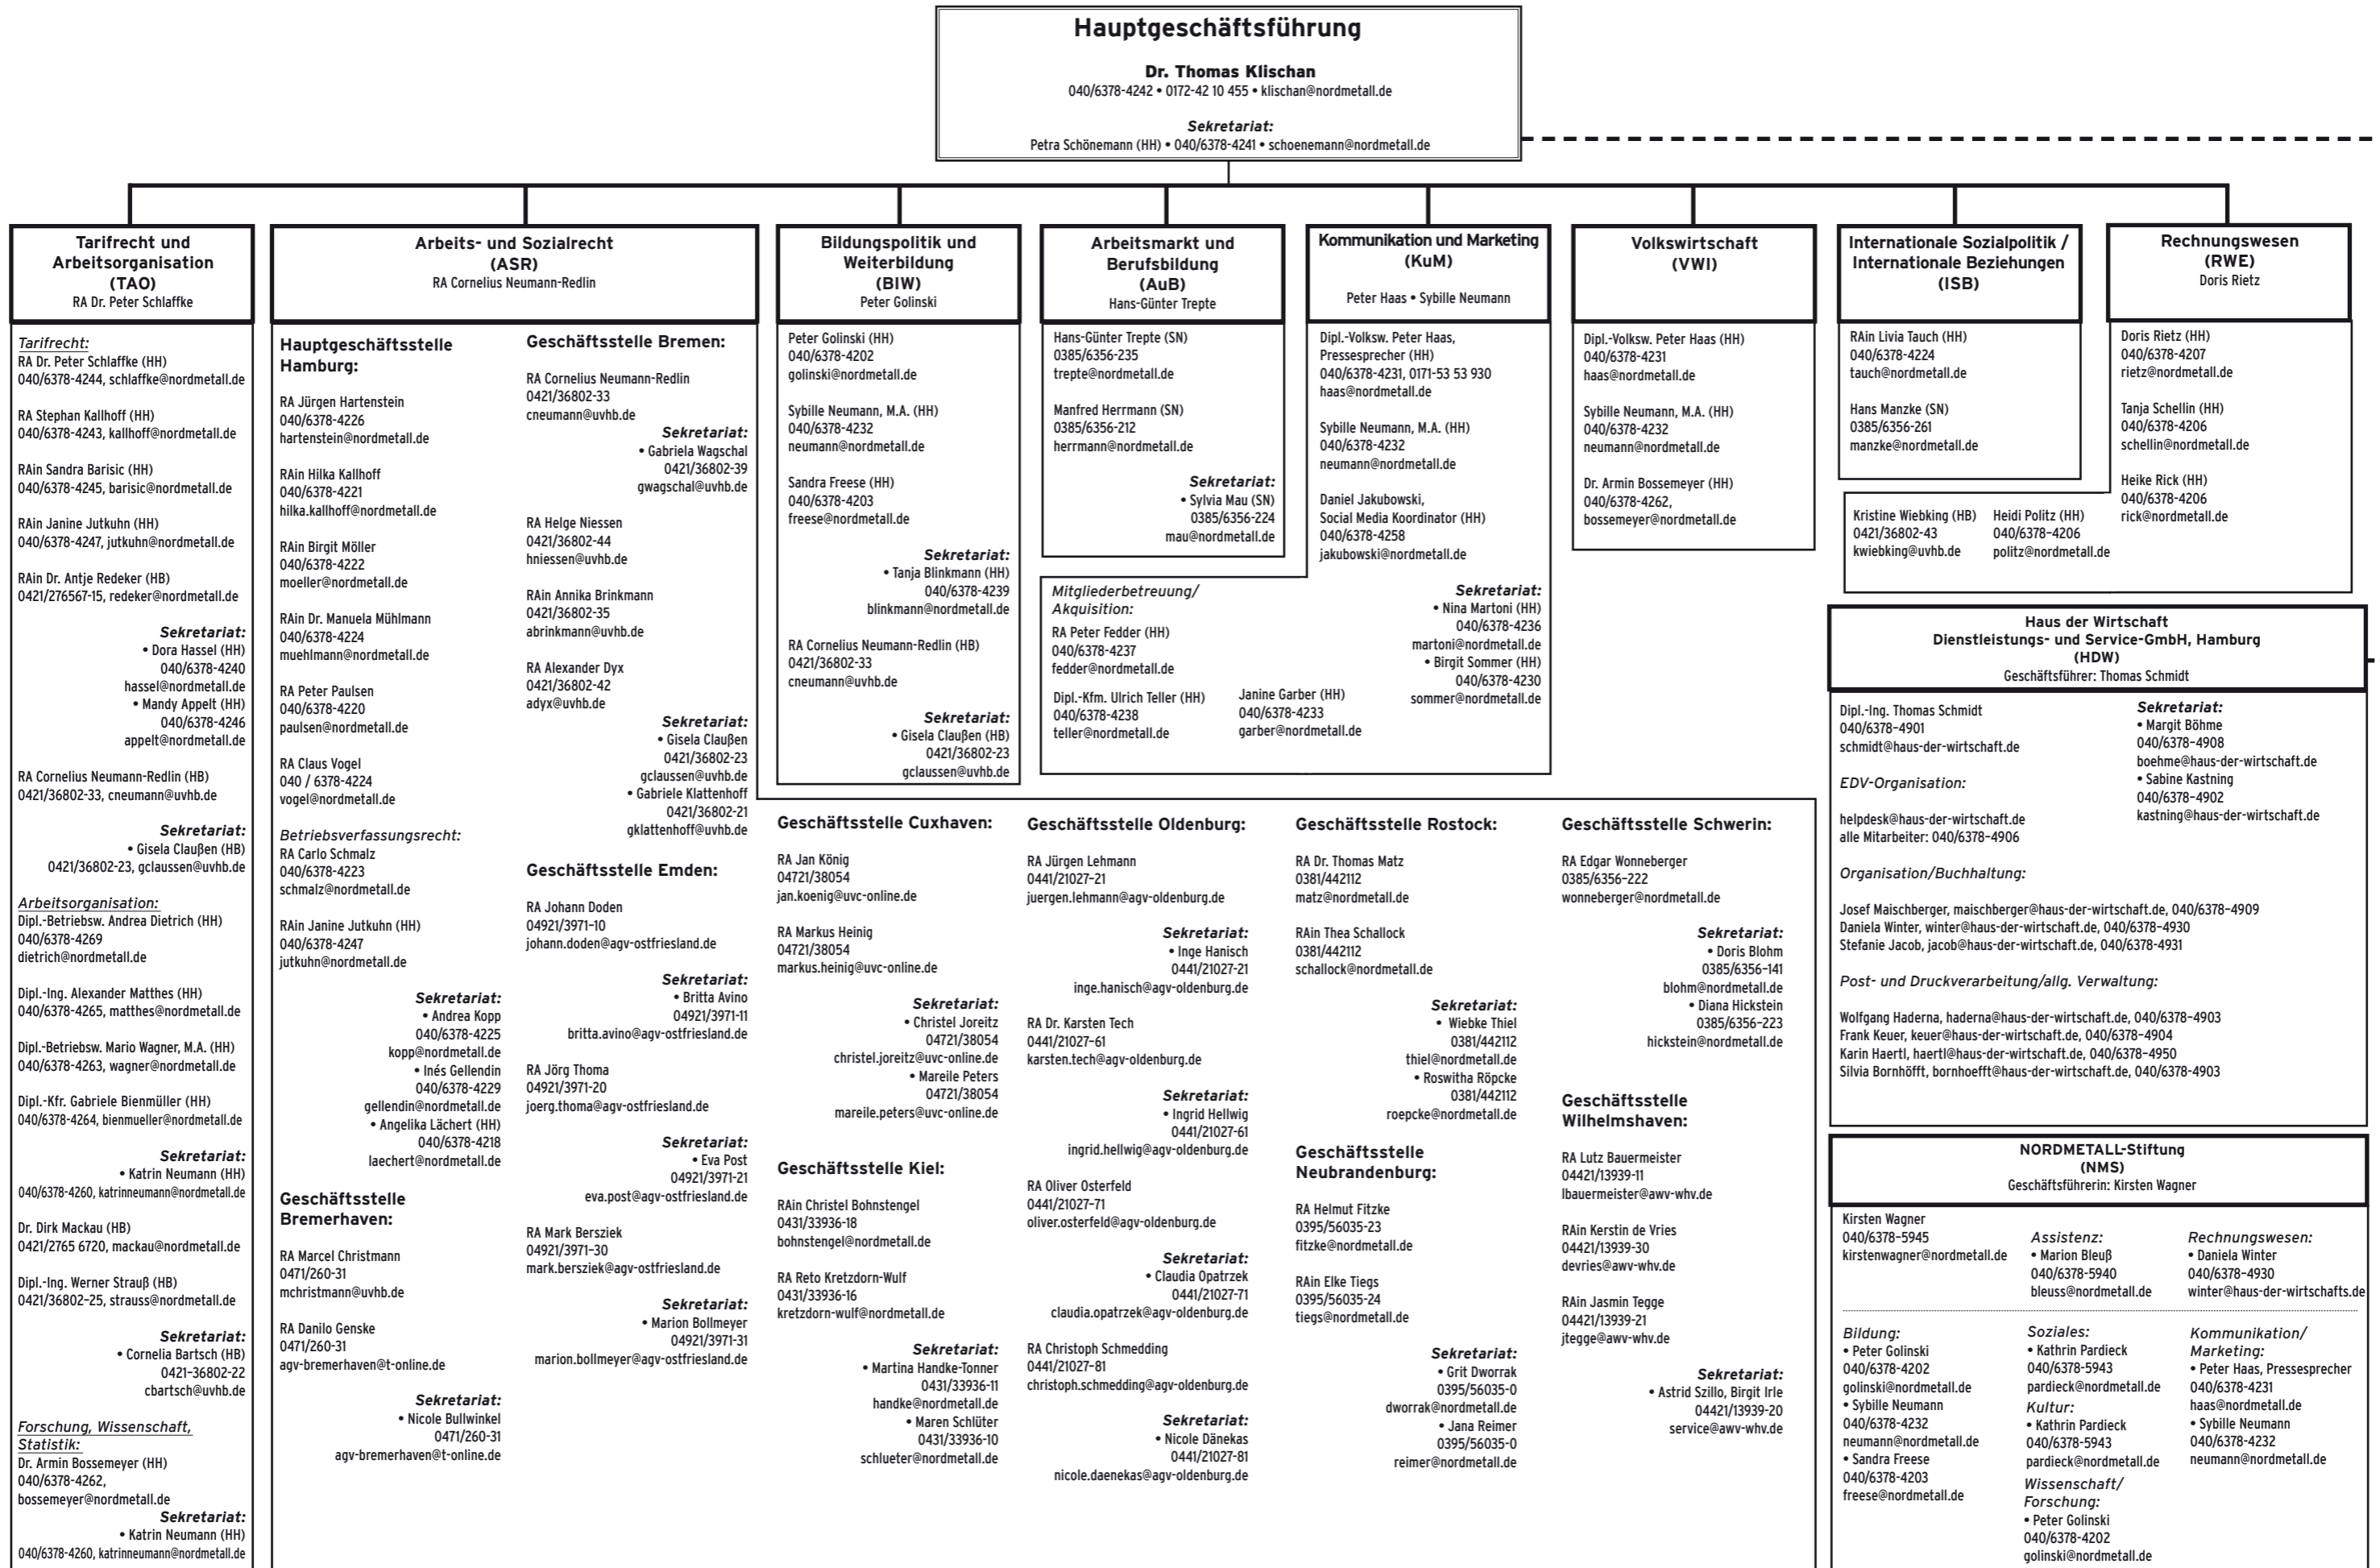 Hauptgeschäftsführung
Dr. Thomas Klischan
040/6378-4242 • 0172-42 10 455 • klischan@nordmetall.de
Sekretariat:
Petra Schönemann (HH) • 040/6378-4241 • schoenemann@nordmetall.de
Tarifrecht und
Arbeitsorganisation
(TAO)
RA Dr. Peter Schlaffke
Tarifrecht:
RA Dr. Peter Schlaffke (HH)
040/6378-4244, schlaffke@nordmetall.de
RA Stephan Kallhoff (HH)
040/6378-4243, kallhoff@nordmetall.de
RAin Sandra Barisic (HH)
040/6378-4245, barisic@nordmetall.de
RAin Janine Jutkuhn (HH)
040/6378-4247, jutkuhn@nordmetall.de
RAin Dr. Antje Redeker (HB)
0421/276567-15, redeker@nordmetall.de
Sekretariat:
• Dora Hassel (HH)
040/6378-4240
hassel@nordmetall.de
• Mandy Appelt (HH)
040/6378-4246
appelt@nordmetall.de
RA Cornelius Neumann-Redlin (HB)
0421/36802-33, cneumann@uvhb.de
Sekretariat:
• Gisela Claußen (HB)
0421/36802-23, gclaussen@uvhb.de
Arbeitsorganisation:
Dipl.-Betriebsw. Andrea Dietrich (HH)
040/6378-4269
dietrich@nordmetall.de
Dipl.-Ing. Alexander Matthes (HH)
040/6378-4265, matthes@nordmetall.de
Dipl.-Betriebsw. Mario Wagner, M.A. (HH)
040/6378-4263, wagner@nordmetall.de
Dipl.-Kfr. Gabriele Bienmüller (HH)
040/6378-4264, bienmueller@nordmetall.de
Sekretariat:
• Katrin Neumann (HH)
040/6378-4260, katrinneumann@nordmetall.de
Dr. Dirk Mackau (HB)
0421/2765 6720, mackau@nordmetall.de
Dipl.-Ing. Werner Strauß (HB)
0421/36802-25, strauss@nordmetall.de
Sekretariat:
• Cornelia Bartsch (HB)
0421-36802-22
cbartsch@uvhb.de
Forschung, Wissenschaft,
Statistik:
Dr. Armin Bossemeyer (HH)
040/6378-4262,
bossemeyer@nordmetall.de
Sekretariat:
• Katrin Neumann (HH)
040/6378-4260, katrinneumann@nordmetall.de
Arbeits- und Sozialrecht
(ASR)
RA Cornelius Neumann-Redlin
Hauptgeschäftsstelle
Hamburg:
RA Jürgen Hartenstein
040/6378-4226
hartenstein@nordmetall.de
RAin Hilka Kallhoff
040/6378-4221
hilka.kallhoff@nordmetall.de
RAin Birgit Möller
040/6378-4222
moeller@nordmetall.de
RAin Dr. Manuela Mühlmann
040/6378-4224
muehlmann@nordmetall.de
RA Peter Paulsen
040/6378-4220
paulsen@nordmetall.de
RA Claus Vogel
040 / 6378-4224
vogel@nordmetall.de
Betriebsverfassungsrecht:
RA Carlo Schmalz
040/6378-4223
schmalz@nordmetall.de
RAin Janine Jutkuhn (HH)
040/6378-4247
jutkuhn@nordmetall.de
Sekretariat:
• Andrea Kopp
040/6378-4225
kopp@nordmetall.de
• Inés Gellendin
040/6378-4229
gellendin@nordmetall.de
• Angelika Lächert (HH)
040/6378-4218
laechert@nordmetall.de
Geschäftsstelle
Bremerhaven:
RA Marcel Christmann
0471/260-31
mchristmann@uvhb.de
RA Danilo Genske
0471/260-31
agv-bremerhaven@t-online.de
Sekretariat:
• Nicole Bullwinkel
0471/260-31
agv-bremerhaven@t-online.de
Geschäftsstelle Bremen:
RA Cornelius Neumann-Redlin
0421/36802-33
cneumann@uvhb.de
Sekretariat:
• Gabriela Wagschal
0421/36802-39
gwagschal@uvhb.de
RA Helge Niessen
0421/36802-44
hniessen@uvhb.de
RAin Annika Brinkmann
0421/36802-35
abrinkmann@uvhb.de
RA Alexander Dyx
0421/36802-42
adyx@uvhb.de
Sekretariat:
• Gisela Claußen
0421/36802-23
gclaussen@uvhb.de
• Gabriele Klattenhoff
0421/36802-21
gklattenhoff@uvhb.de
Geschäftsstelle Emden:
RA Johann Doden
04921/3971-10
johann.doden@agv-ostfriesland.de
Sekretariat:
• Britta Avino
04921/3971-11
britta.avino@agv-ostfriesland.de
RA Jörg Thoma
04921/3971-20
joerg.thoma@agv-ostfriesland.de
Sekretariat:
• Eva Post
04921/3971-21
eva.post@agv-ostfriesland.de
RA Mark Bersziek
04921/3971-30
mark.bersziek@agv-ostfriesland.de
Sekretariat:
• Marion Bollmeyer
04921/3971-31
marion.bollmeyer@agv-ostfriesland.de
Geschäftsstelle Cuxhaven:
RA Jan König
04721/38054
jan.koenig@uvc-online.de
RA Markus Heinig
04721/38054
markus.heinig@uvc-online.de
Sekretariat:
• Christel Joreitz
04721/38054
christel.joreitz@uvc-online.de
• Mareile Peters
04721/38054
mareile.peters@uvc-online.de
Geschäftsstelle Kiel:
RAin Christel Bohnstengel
0431/33936-18
bohnstengel@nordmetall.de
RA Reto Kretzdorn-Wulf
0431/33936-16
kretzdorn-wulf@nordmetall.de
Sekretariat:
• Martina Handke-Tonner
0431/33936-11
handke@nordmetall.de
• Maren Schlüter
0431/33936-10
schlueter@nordmetall.de
Geschäftsstelle Oldenburg:
RA Jürgen Lehmann
0441/21027-21
juergen.lehmann@agv-oldenburg.de
Sekretariat:
• Inge Hanisch
0441/21027-21
inge.hanisch@agv-oldenburg.de
RA Dr. Karsten Tech
0441/21027-61
karsten.tech@agv-oldenburg.de
Sekretariat:
• Ingrid Hellwig
0441/21027-61
ingrid.hellwig@agv-oldenburg.de
RA Oliver Osterfeld
0441/21027-71
oliver.osterfeld@agv-oldenburg.de
Sekretariat:
• Claudia Opatrzek
0441/21027-71
claudia.opatrzek@agv-oldenburg.de
RA Christoph Schmedding
0441/21027-81
christoph.schmedding@agv-oldenburg.de
Sekretariat:
• Nicole Dänekas
0441/21027-81
nicole.daenekas@agv-oldenburg.de
Geschäftsstelle Rostock:
RA Dr. Thomas Matz
0381/442112
matz@nordmetall.de
RAin Thea Schallock
0381/442112
schallock@nordmetall.de
Sekretariat:
• Wiebke Thiel
0381/442112
thiel@nordmetall.de
• Roswitha Röpcke
0381/442112
roepcke@nordmetall.de
Geschäftsstelle
Neubrandenburg:
RA Helmut Fitzke
0395/56035-23
fitzke@nordmetall.de
RAin Elke Tiegs
0395/56035-24
tiegs@nordmetall.de
Sekretariat:
• Grit Dworrak
0395/56035-0
dworrak@nordmetall.de
• Jana Reimer
0395/56035-0
reimer@nordmetall.de
Geschäftsstelle Schwerin:
RA Edgar Wonneberger
0385/6356-222
wonneberger@nordmetall.de
Sekretariat:
• Doris Blohm
0385/6356-141
blohm@nordmetall.de
• Diana Hickstein
0385/6356-223
hickstein@nordmetall.de
Geschäftsstelle
Wilhelmshaven:
RA Lutz Bauermeister
04421/13939-11
lbauermeister@awv-whv.de
RAin Kerstin de Vries
04421/13939-30
devries@awv-whv.de
RAin Jasmin Tegge
04421/13939-21
jtegge@awv-whv.de
Sekretariat:
• Astrid Szillo, Birgit Irle
04421/13939-20
service@awv-whv.de
Bildungspolitik und
Weiterbildung
(BIW)
Peter Golinski
Peter Golinski (HH)
040/6378-4202
golinski@nordmetall.de
Sybille Neumann, M.A. (HH)
040/6378-4232
neumann@nordmetall.de
Sandra Freese (HH)
040/6378-4203
freese@nordmetall.de
Sekretariat:
• Tanja Blinkmann (HH)
040/6378-4239
blinkmann@nordmetall.de
RA Cornelius Neumann-Redlin (HB)
0421/36802-33
cneumann@uvhb.de
Sekretariat:
• Gisela Claußen (HB)
0421/36802-23
gclaussen@uvhb.de
Arbeitsmarkt und
Berufsbildung
(AuB)
Hans-Günter Trepte
Hans-Günter Trepte (SN)
0385/6356-235
trepte@nordmetall.de
Manfred Herrmann (SN)
0385/6356-212
herrmann@nordmetall.de
Sekretariat:
• Sylvia Mau (SN)
0385/6356-224
mau@nordmetall.de
Kommunikation und Marketing
(KuM)
Peter Haas • Sybille Neumann
Dipl.-Volksw. Peter Haas,
Pressesprecher (HH)
040/6378-4231, 0171-53 53 930
haas@nordmetall.de
Sybille Neumann, M.A. (HH)
040/6378-4232
neumann@nordmetall.de
Daniel Jakubowski,
Social Media Koordinator (HH)
040/6378-4258
jakubowski@nordmetall.de
Sekretariat:
• Nina Martoni (HH)
040/6378-4236
martoni@nordmetall.de
• Birgit Sommer (HH)
040/6378-4230
sommer@nordmetall.de
Mitgliederbetreuung/
Akquisition:
RA Peter Fedder (HH)
040/6378-4237
fedder@nordmetall.de
Dipl.-Kfm. Ulrich Teller (HH)
040/6378-4238
teller@nordmetall.de
Janine Garber (HH)
040/6378-4233
garber@nordmetall.de
Volkswirtschaft
(VWI)
Dipl.-Volksw. Peter Haas (HH)
040/6378-4231
haas@nordmetall.de
Sybille Neumann, M.A. (HH)
040/6378-4232
neumann@nordmetall.de
Dr. Armin Bossemeyer (HH)
040/6378-4262,
bossemeyer@nordmetall.de
Internationale Sozialpolitik /
Internationale Beziehungen
(ISB)
RAin Livia Tauch (HH)
040/6378-4224
tauch@nordmetall.de
Hans Manzke (SN)
0385/6356-261
manzke@nordmetall.de
Rechnungswesen
(RWE)
Doris Rietz
Doris Rietz (HH)
040/6378-4207
rietz@nordmetall.de
Tanja Schellin (HH)
040/6378-4206
schellin@nordmetall.de
Heike Rick (HH)
040/6378-4206
rick@nordmetall.de
Kristine Wiebking (HB)
0421/36802-43
kwiebking@uvhb.de
Heidi Politz (HH)
040/6378-4206
politz@nordmetall.de
Haus der Wirtschaft
Dienstleistungs- und Service-GmbH, Hamburg
(HDW)
Geschäftsführer: Thomas Schmidt
Dipl.-Ing. Thomas Schmidt
040/6378-4901
schmidt@haus-der-wirtschaft.de
Sekretariat:
• Margit Böhme
040/6378-4908
boehme@haus-der-wirtschaft.de
• Sabine Kastning
040/6378-4902
kastning@haus-der-wirtschaft.de
EDV-Organisation:
helpdesk@haus-der-wirtschaft.de
alle Mitarbeiter: 040/6378-4906
Organisation/Buchhaltung:
Josef Maischberger, maischberger@haus-der-wirtschaft.de, 040/6378-4909
Daniela Winter, winter@haus-der-wirtschaft.de, 040/6378-4930
Stefanie Jacob, jacob@haus-der-wirtschaft.de, 040/6378-4931
Post- und Druckverarbeitung/allg. Verwaltung:
Wolfgang Haderna, haderna@haus-der-wirtschaft.de, 040/6378-4903
Frank Keuer, keuer@haus-der-wirtschaft.de, 040/6378-4904
Karin Haertl, haertl@haus-der-wirtschaft.de, 040/6378-4950
Silvia Bornhöfft, bornhoefft@haus-der-wirtschaft.de, 040/6378-4903
NORDMETALL-Stiftung
(NMS)
Geschäftsführerin: Kirsten Wagner
Kirsten Wagner
040/6378-5945
kirstenwagner@nordmetall.de
Assistenz:
• Marion Bleuß
040/6378-5940
bleuss@nordmetall.de
Rechnungswesen:
• Daniela Winter
040/6378-4930
winter@haus-der-wirtschafts.de
Bildung:
• Peter Golinski
040/6378-4202
golinski@nordmetall.de
• Sybille Neumann
040/6378-4232
neumann@nordmetall.de
• Sandra Freese
040/6378-4203
freese@nordmetall.de
Soziales:
• Kathrin Pardieck
040/6378-5943
pardieck@nordmetall.de
Kultur:
• Kathrin Pardieck
040/6378-5943
pardieck@nordmetall.de
Wissenschaft/
Forschung:
• Peter Golinski
040/6378-4202
golinski@nordmetall.de
Kommunikation/
Marketing:
• Peter Haas, Pressesprecher
040/6378-4231
haas@nordmetall.de
• Sybille Neumann
040/6378-4232
neumann@nordmetall.de